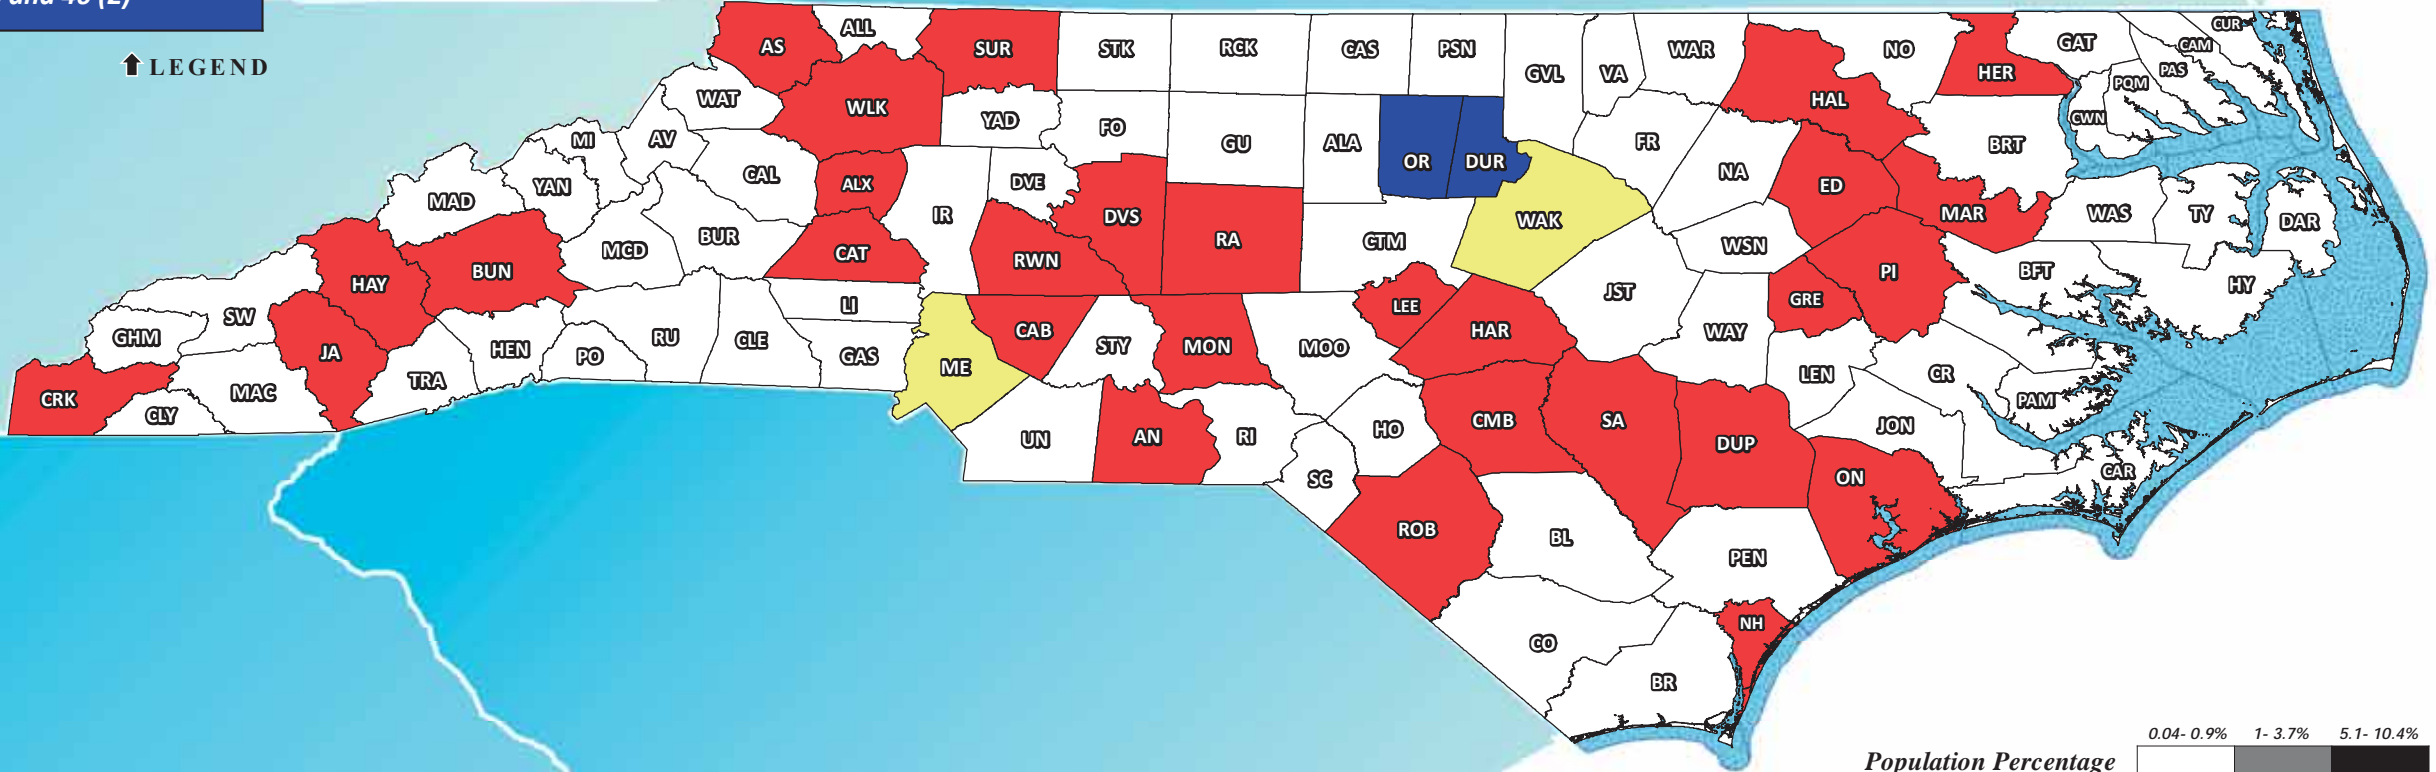 and 40 (2)
LEGEND
AS
ALL
SUR
STK
RCK
CAS
PSN
GVL
VA
WAR
HAL
NO
HER
GAT
CUR
CAM
PAS
PQM
CWN
WAT
WLK
YAD
FO
GU
ALA
OR
DUR
FR
NA
ED
MAR
BRT
MI
AV
CAL
ALX
IR
DVE
DVS
RA
CTM
WAK
WSN
PI
WAS
TY
DAR
MAD
YAN
MCD
BUR
CAT
RWN
JST
GRE
BFT
HY
HAY
BUN
LI
LEE
HAR
WAY
SW
GHM
JA
HEN
PO
RU
CLE
GAS
ME
CAB
STY
MON
MOO
LEN
CR
PAM
CRK
CLY
MAC
TRA
UN
AN
RI
SC
HO
CMB
SA
DUP
JON
CAR
ON
ROB
BL
PEN
CO
BR
NH
0.04- 0.9% 1- 3.7% 5.1- 10.4%
Population Percentage